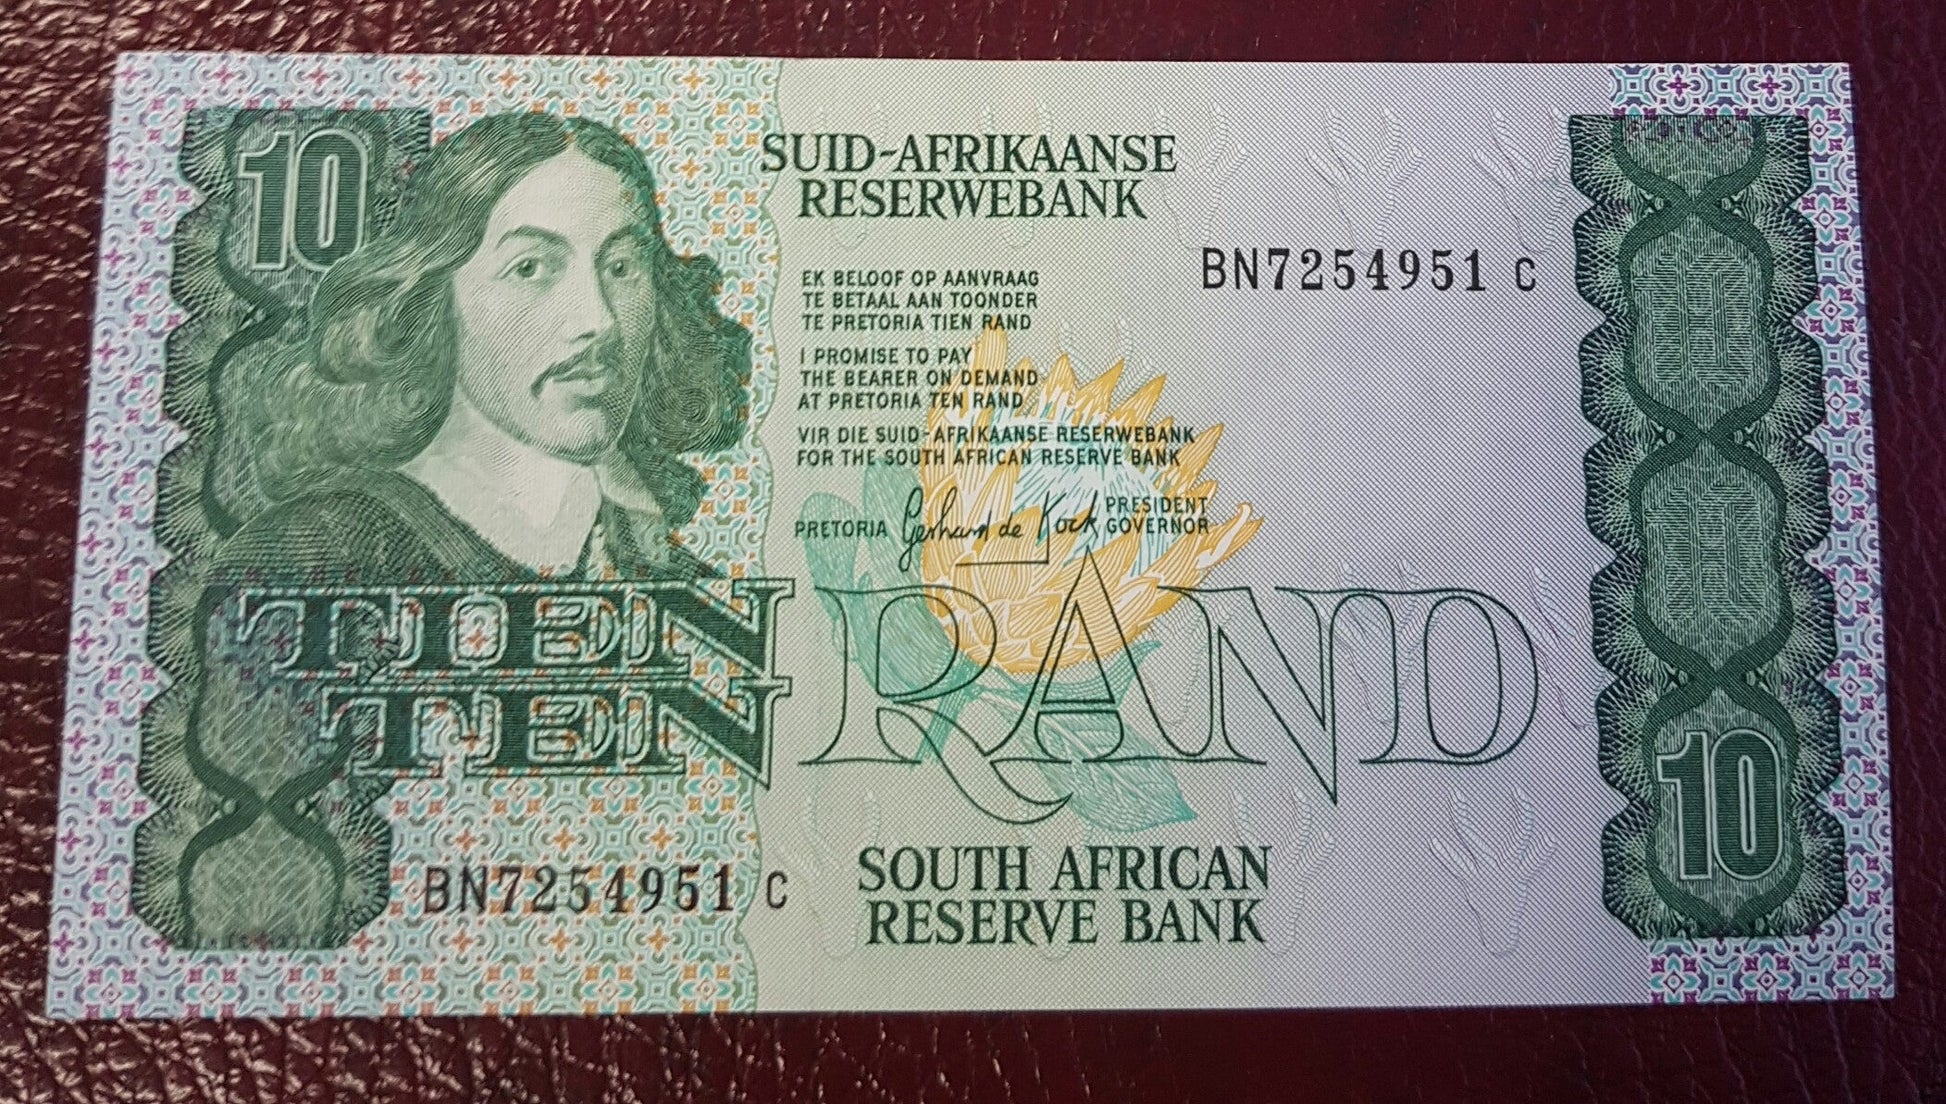 10
SUID-AFRIKAANSE
RESERWEBANK
BN7254951 C
EK BELOOF OP AANVRAAG
TE BETAAL AAN TOONDER
TE PRETORIA TIEN RAND
I PROMISE TO PAY
THE BEARER ON DEMAND
AT PRETORIA TEN RAND
VIR DIE SUID-AFRIKAANSE RESERWEBANK
FOR THE SOUTH AFRICAN RESERVE BANK
PRETORIA Gerhard de Kock PRESIDENT
GOVERNOR
TIEN
TEN
RAND
10
BN7254951 C
SOUTH AFRICAN
RESERVE BANK